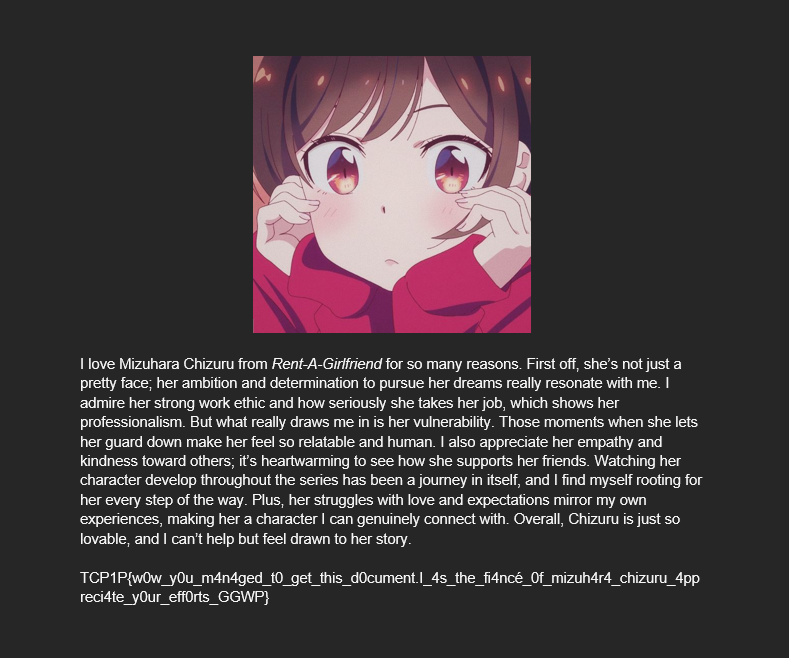 I love Mizuhara Chizuru from Rent-A-Girlfriend for so many reasons. First off, she’s not just a
pretty face; her ambition and determination to pursue her dreams really resonate with me. I
admire her strong work ethic and how seriously she takes her job, which shows her
professionalism. But what really draws me in is her vulnerability. Those moments when she lets
her guard down make her feel so relatable and human. I also appreciate her empathy and
kindness toward others; it’s heartwarming to see how she supports her friends. Watching her
character develop throughout the series has been a journey in itself, and I find myself rooting for
her every step of the way. Plus, her struggles with love and expectations mirror my own
experiences, making her a character I can genuinely connect with. Overall, Chizuru is just so
lovable, and I can’t help but feel drawn to her story.
TCP1P{w0w_y0u_m4n4ged_t0_get_this_d0cument.I_4s_the_fi4ncé_0f_mizuh4r4_chizuru_4pp
reci4te_y0ur_eff0rts_GGWP}